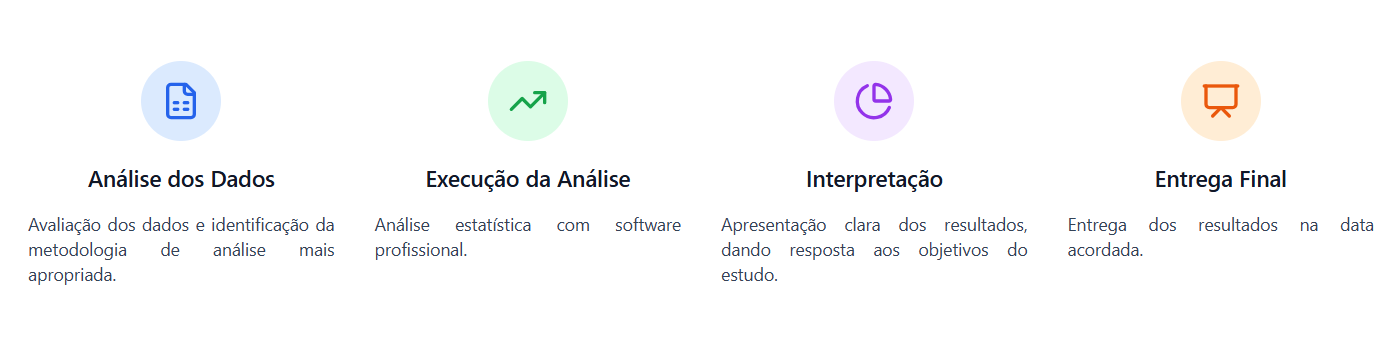 Análise dos Dados
Avaliação dos dados e identificação da
metodologia de análise mais
apropriada.
Execução da Análise
Análise estatística com software
profissional.
Interpretação
Apresentação clara dos resultados,
dando resposta aos objetivos do
estudo.
Entrega Final
Entrega dos resultados na data
acordada.